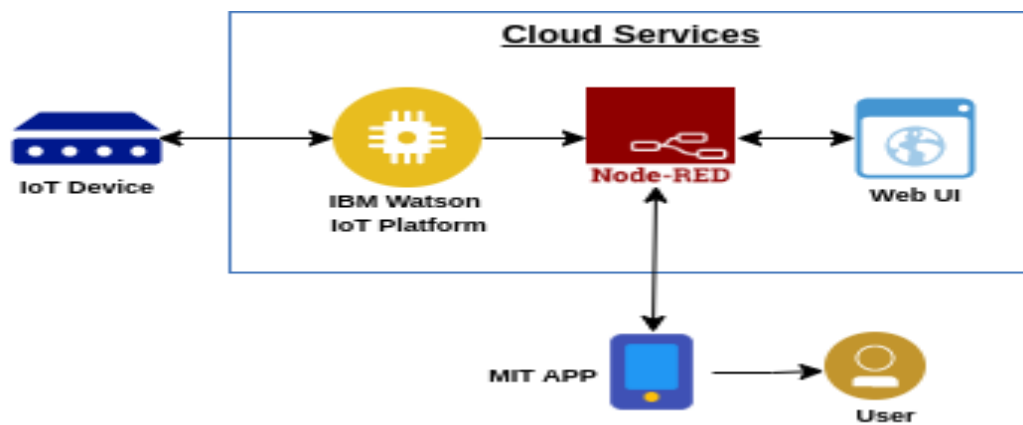 Cloud Services
IoT Device
IBM Watson
IoT Platform
Node-RED
Web UI
MIT APP
User